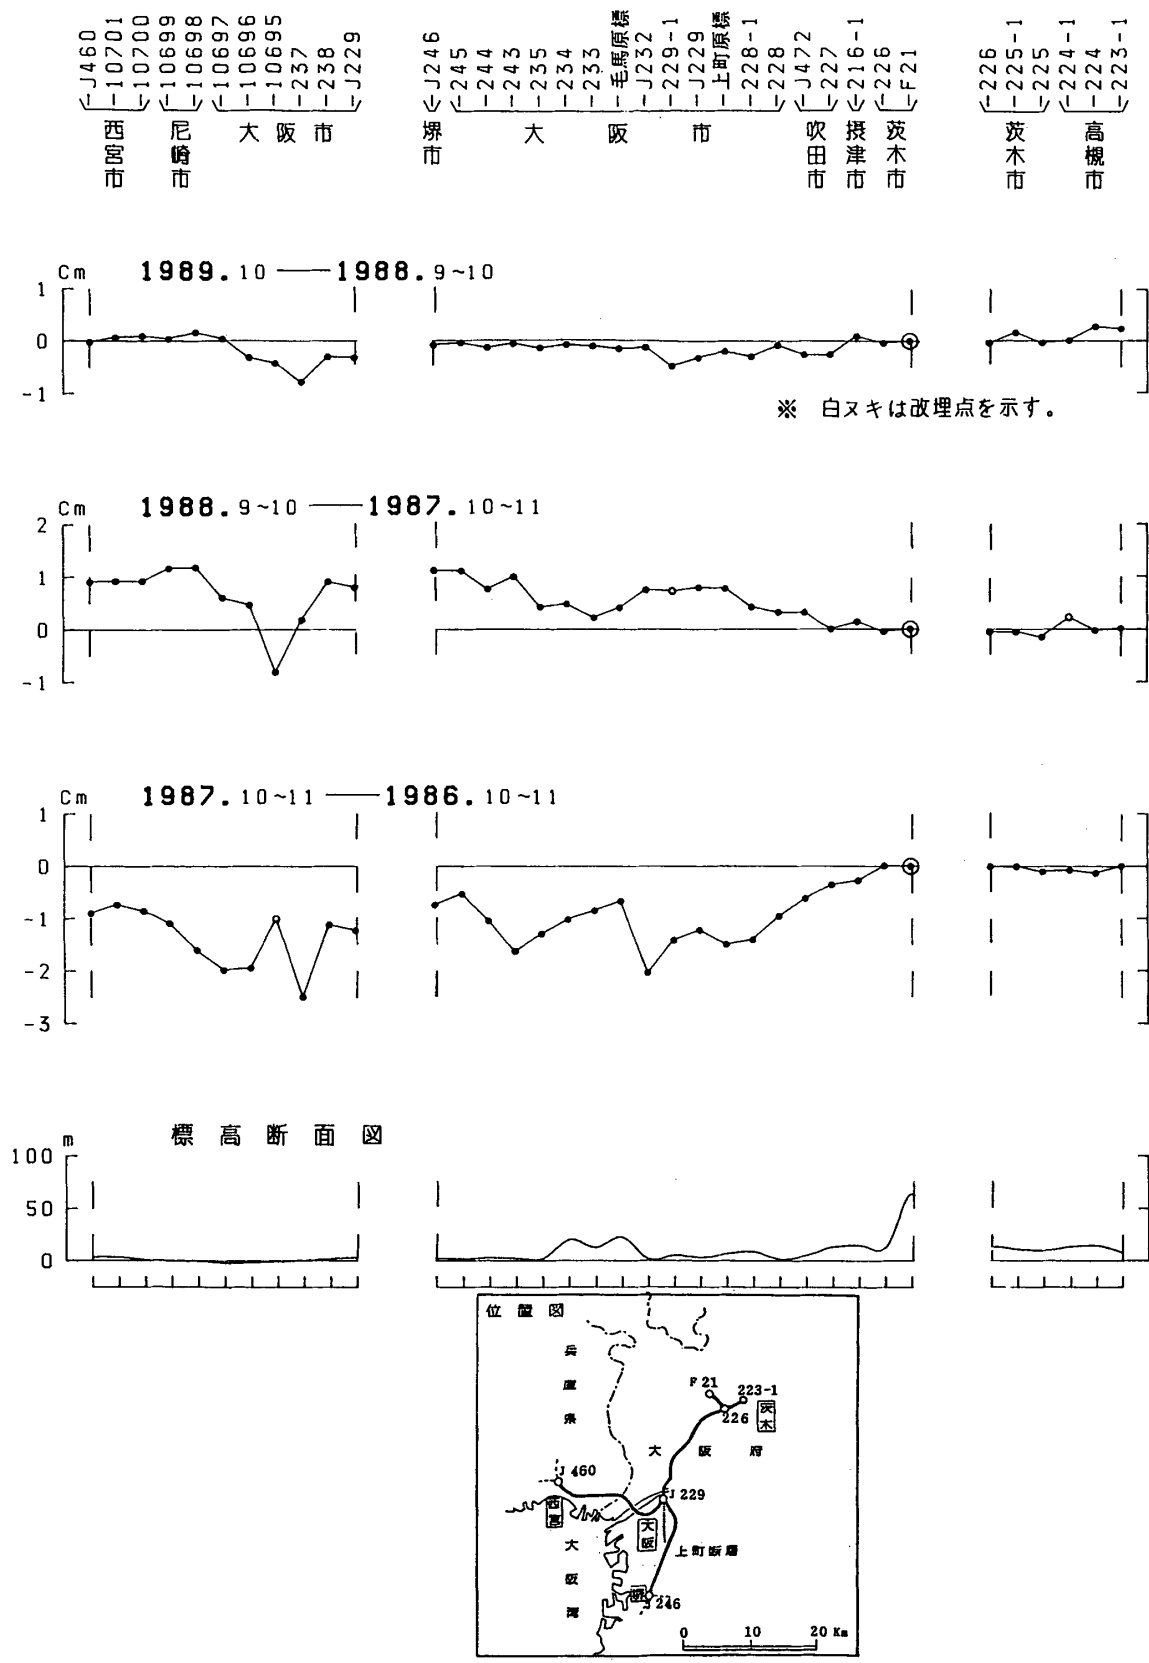 J460
10701
10700
10699
10698
10697
10696
10695
237
238
J229
西宮市
尼崎市
大阪市
J246
245
244
243
235
234
233
毛馬原標
J232
229-1
J229
上町原標
228-1
228
J472
227
216-1
226
F21
堺市
大阪市
吹田市
摂津市
茨木市
226
225-1
225
224-1
224
223-1
茨木市
高槻市
Cm 1989.10 — 1988.9~10
1
0
-1
※ 白ヌキは改埋点を示す。
Cm 1988.9~10 — 1987.10~11
2
1
0
-1
Cm 1987.10~11 — 1986.10~11
1
0
-1
-2
-3
m 標高断面図
100
50
0
位置図
兵庫県
F21
223-1
226
茨木
大阪府
J460
西宮
J229
大阪
上町断層
大阪湾
堺
J246
0 10 20 Km